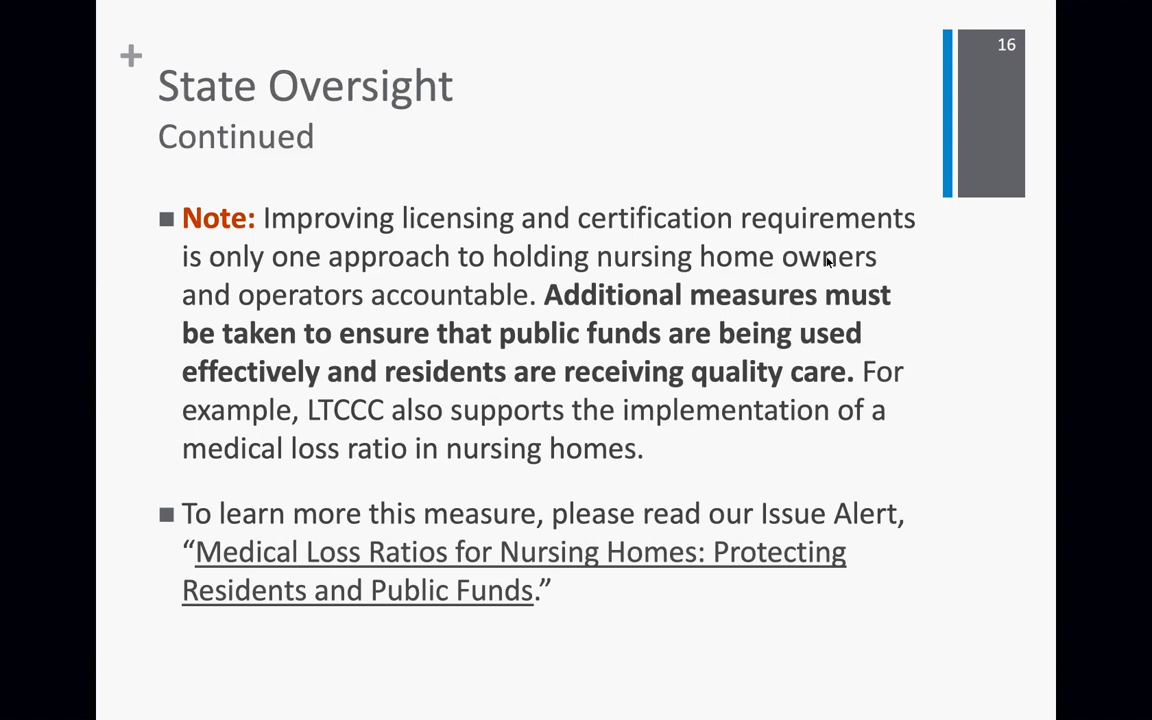 16
+
State Oversight
Continued
■ Note: Improving licensing and certification requirements
is only one approach to holding nursing home owners
and operators accountable. Additional measures must
be taken to ensure that public funds are being used
effectively and residents are receiving quality care. For
example, LTCCC also supports the implementation of a
medical loss ratio in nursing homes.
■ To learn more this measure, please read our Issue Alert,
“Medical Loss Ratios for Nursing Homes: Protecting
Residents and Public Funds.”